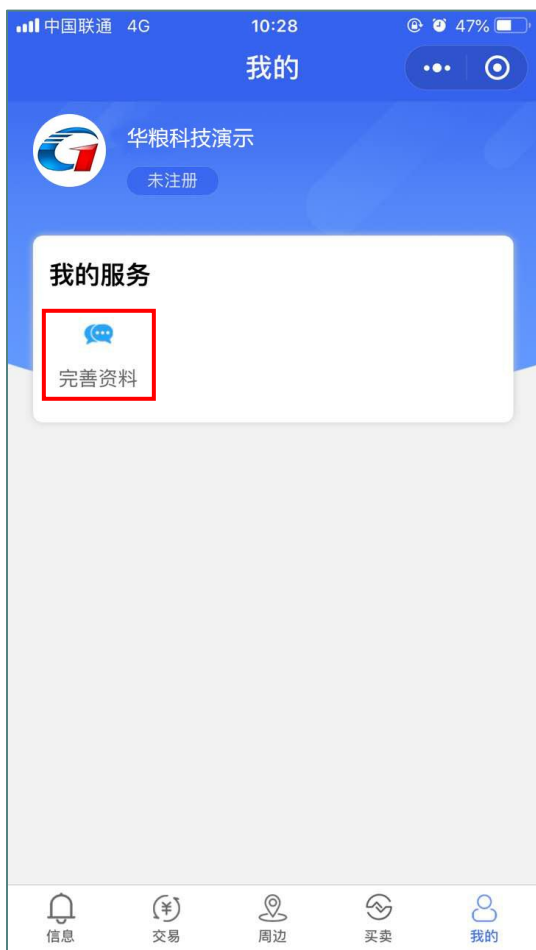 中国联通 4G 10:28 47%
我的
华粮科技演示
未注册
我的服务
完善资料
信息 交易 周边 买卖 我的